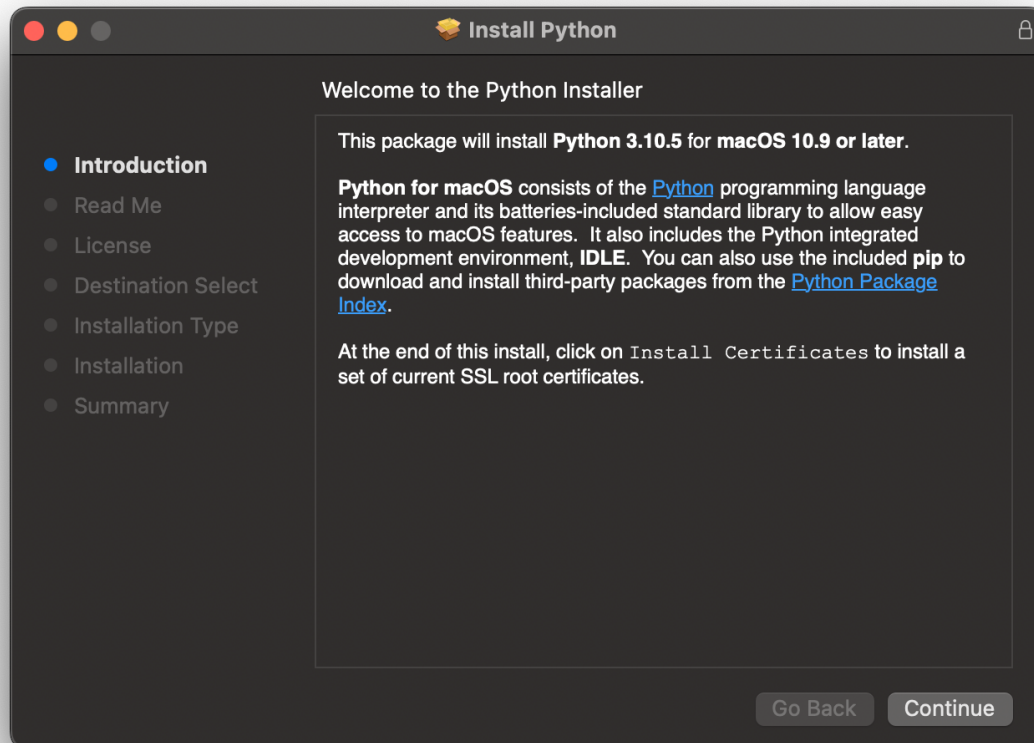 Install Python
Welcome to the Python Installer
Introduction
Read Me
License
Destination Select
Installation Type
Installation
Summary
This package will install Python 3.10.5 for macOS 10.9 or later.
Python for macOS consists of the Python programming language
interpreter and its batteries-included standard library to allow easy
access to macOS features.  It also includes the Python integrated
development environment, IDLE.  You can also use the included pip to
download and install third-party packages from the Python Package
Index.
At the end of this install, click on Install Certificates to install a
set of current SSL root certificates.
Go Back
Continue